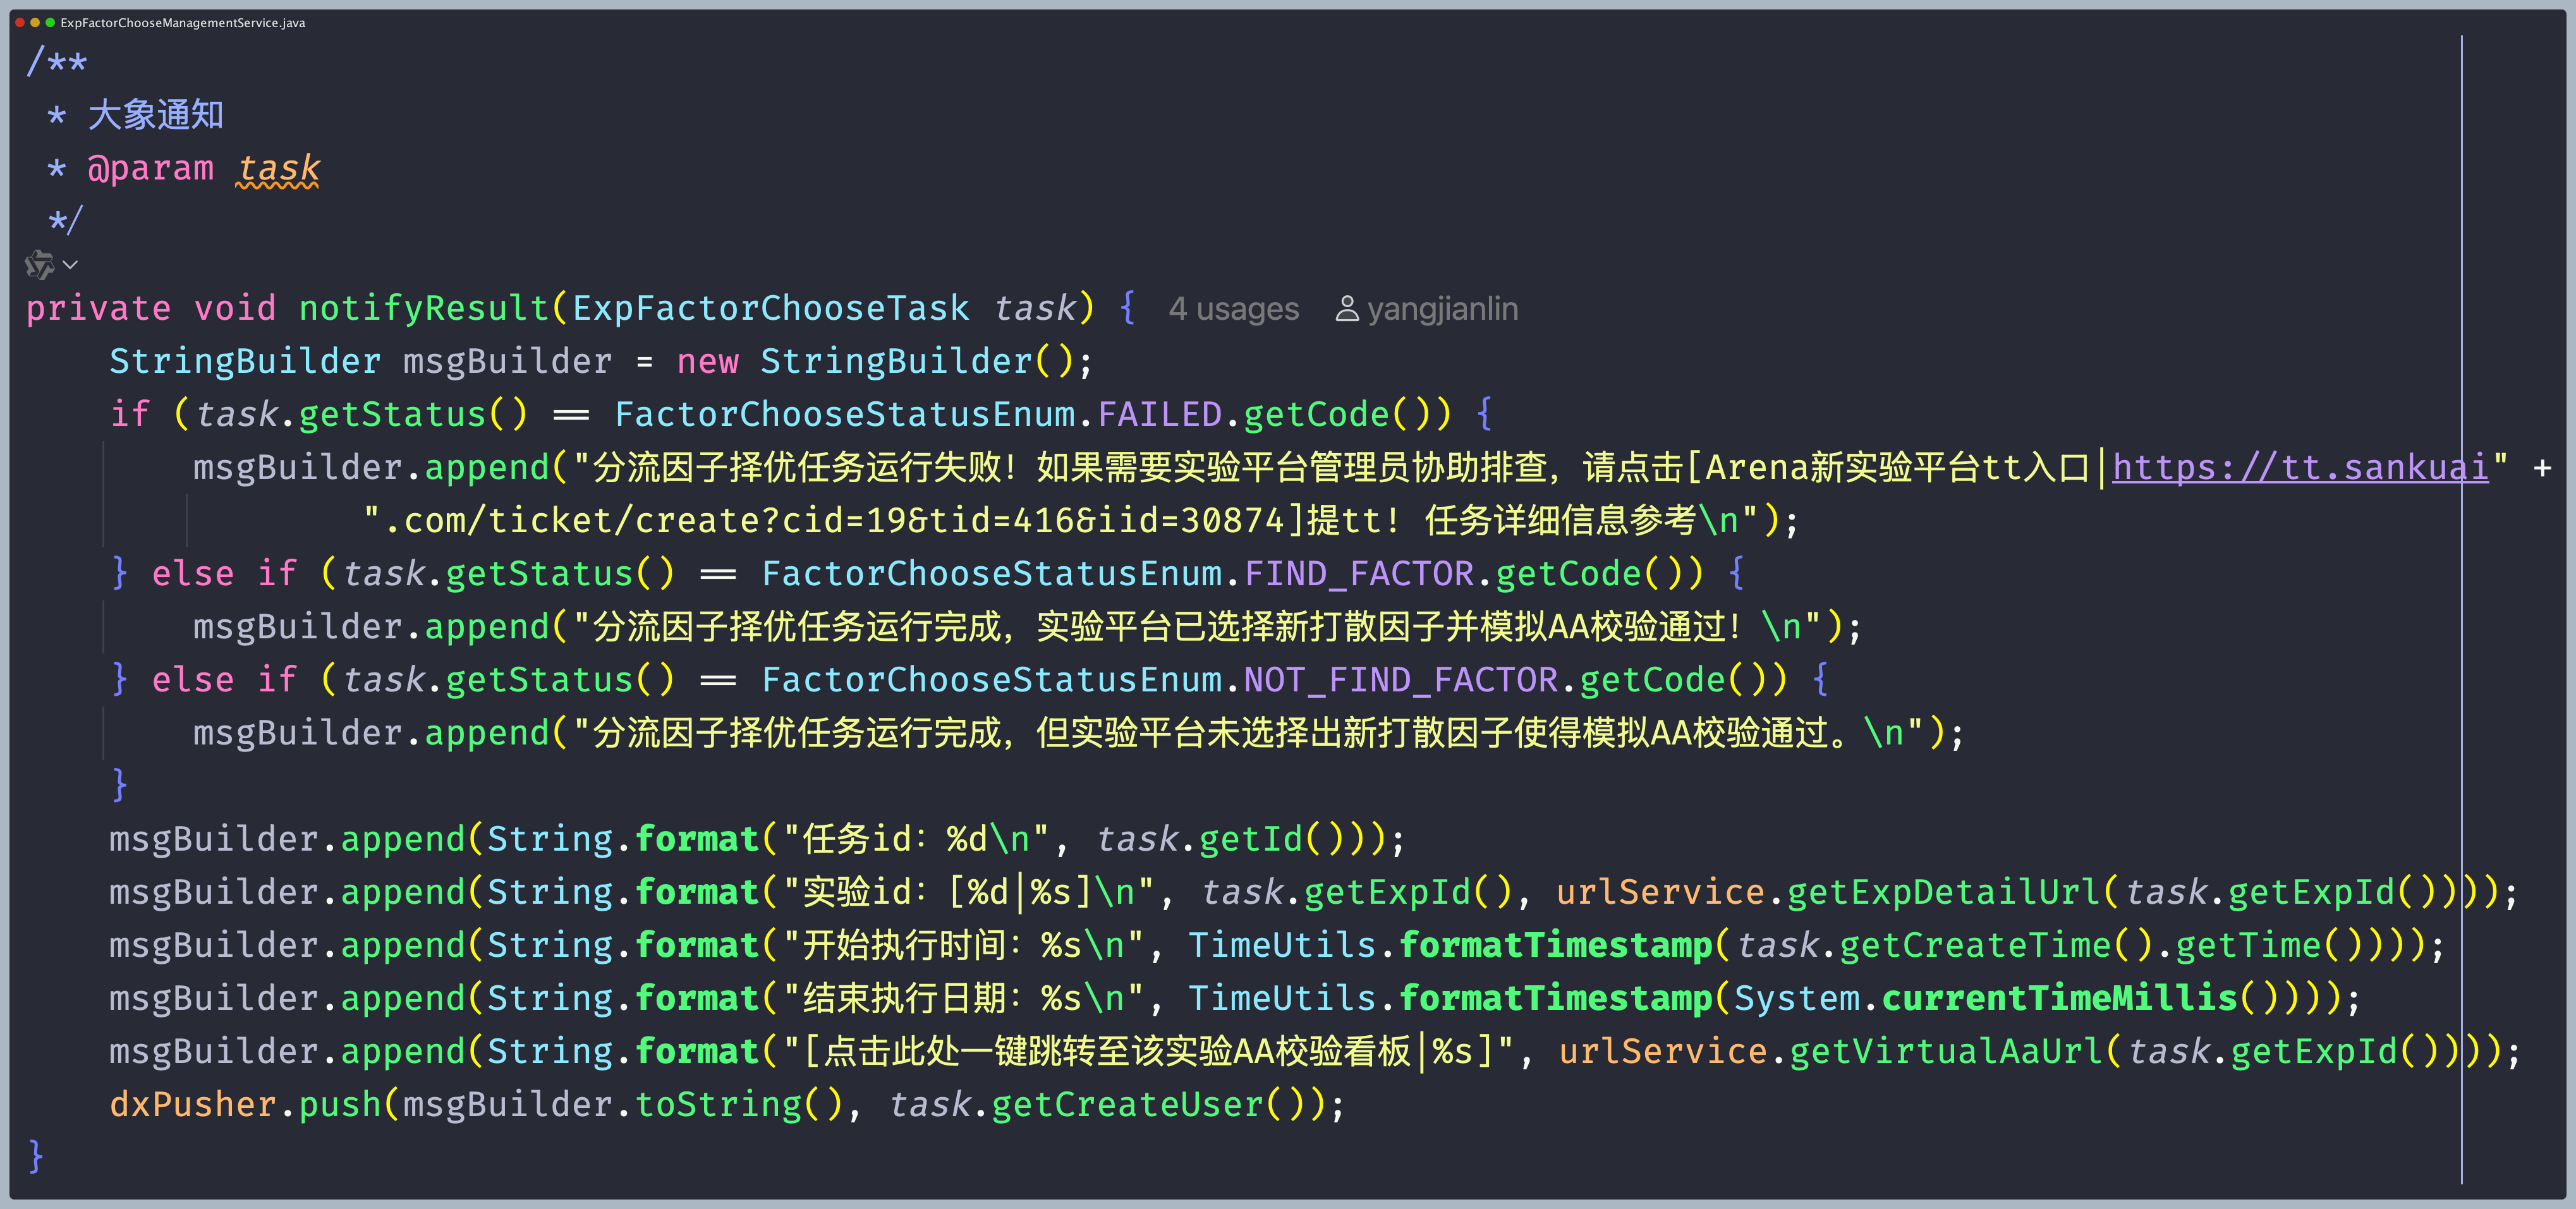 ExpFactorChooseManagementService.java
/**
 * 大象通知
 * @param task
 */
private void notifyResult(ExpFactorChooseTask task) { 4 usages yangjianlin
    StringBuilder msgBuilder = new StringBuilder();
    if (task.getStatus() == FactorChooseStatusEnum.FAILED.getCode()) {
        msgBuilder.append("分流因子择优任务运行失败！如果需要实验平台管理员协助排查，请点击[Arena新实验平台tt入口|https://tt.sankuai" +
                ".com/ticket/create?cid=19&tid=416&iid=30874]提tt！任务详细信息参考\n");
    } else if (task.getStatus() == FactorChooseStatusEnum.FIND_FACTOR.getCode()) {
        msgBuilder.append("分流因子择优任务运行完成，实验平台已选择新打散因子并模拟AA校验通过！\n");
    } else if (task.getStatus() == FactorChooseStatusEnum.NOT_FIND_FACTOR.getCode()) {
        msgBuilder.append("分流因子择优任务运行完成，但实验平台未选择出新打散因子使得模拟AA校验通过。\n");
    }
    msgBuilder.append(String.format("任务id：%d\n", task.getId()));
    msgBuilder.append(String.format("实验id：[%d|%s]\n", task.getExpId(), urlService.getExpDetailUrl(task.getExpId())));
    msgBuilder.append(String.format("开始执行时间：%s\n", TimeUtils.formatTimestamp(task.getCreateTime().getTime())));
    msgBuilder.append(String.format("结束执行日期：%s\n", TimeUtils.formatTimestamp(System.currentTimeMillis())));
    msgBuilder.append(String.format("[点击此处一键跳转至该实验AA校验看板|%s]", urlService.getVirtualAaUrl(task.getExpId())));
    dxPusher.push(msgBuilder.toString(), task.getCreateUser());
}